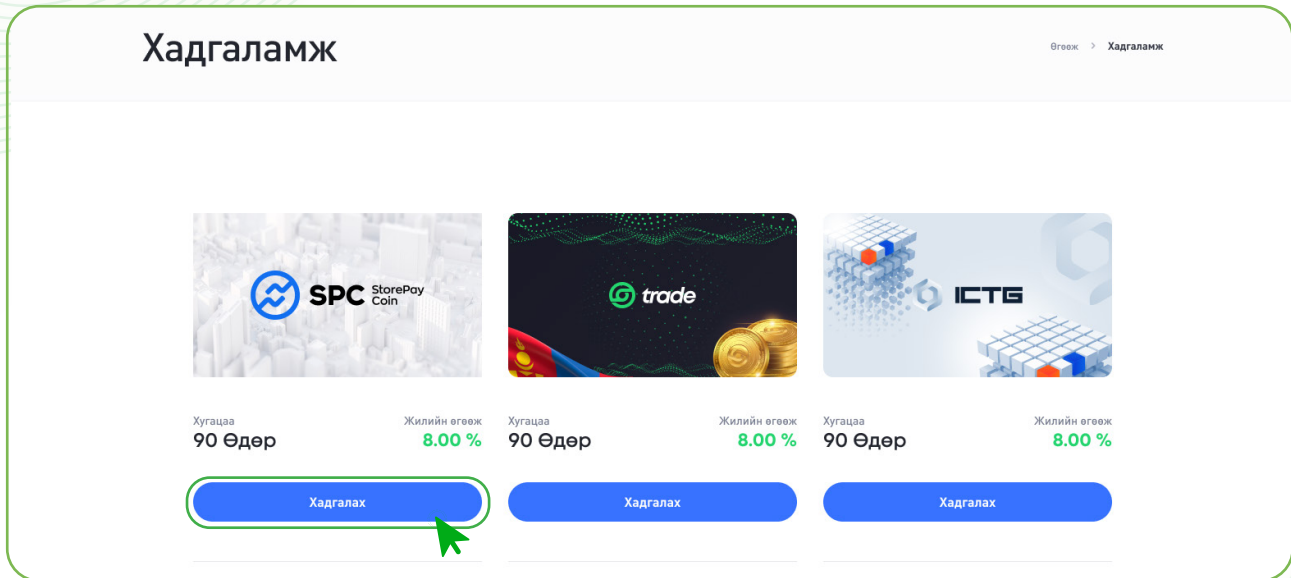 Хадгаламж
Өгөөж > Хадгаламж
SPC StorePay Coin
trade
ICTG
Хугацаа Жилийн өгөөж
90 Өдөр 8.00 %
Хадгалах
Хугацаа Жилийн өгөөж
90 Өдөр 8.00 %
Хадгалах
Хугацаа Жилийн өгөөж
90 Өдөр 8.00 %
Хадгалах